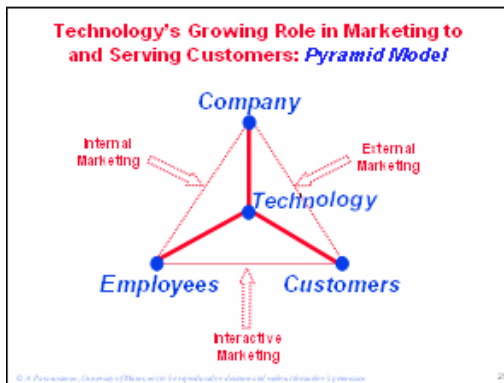 Technology's Growing Role in Marketing to
and Serving Customers: Pyramid Model
Company
Internal
Marketing
External
Marketing
Technology
Employees
Customers
Interactive
Marketing